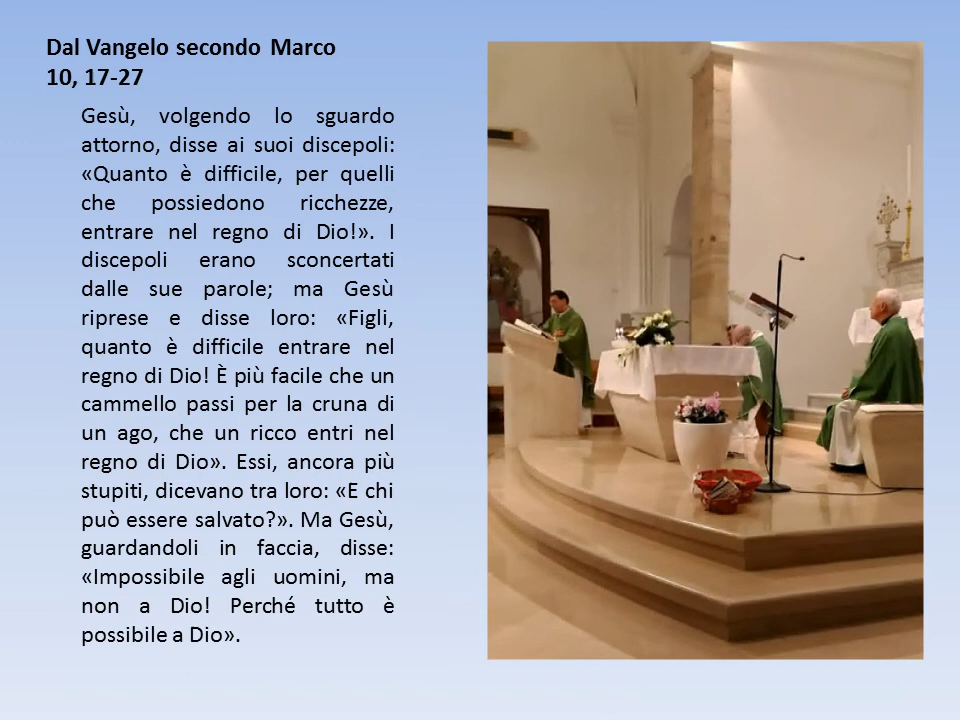 Dal Vangelo secondo Marco
10, 17-27
Gesù, volgendo lo sguardo
attorno, disse ai suoi discepoli:
«Quanto è difficile, per quelli
che possiedono ricchezze,
entrare nel regno di Dio!». I
discepoli erano sconcertati
dalle sue parole; ma Gesù
riprese e disse loro: «Figli,
quanto è difficile entrare nel
regno di Dio! È più facile che un
cammello passi per la cruna di
un ago, che un ricco entri nel
regno di Dio». Essi, ancora più
stupiti, dicevano tra loro: «E chi
può essere salvato?». Ma Gesù,
guardandoli in faccia, disse:
«Impossibile agli uomini, ma
non a Dio! Perché tutto è
possibile a Dio».